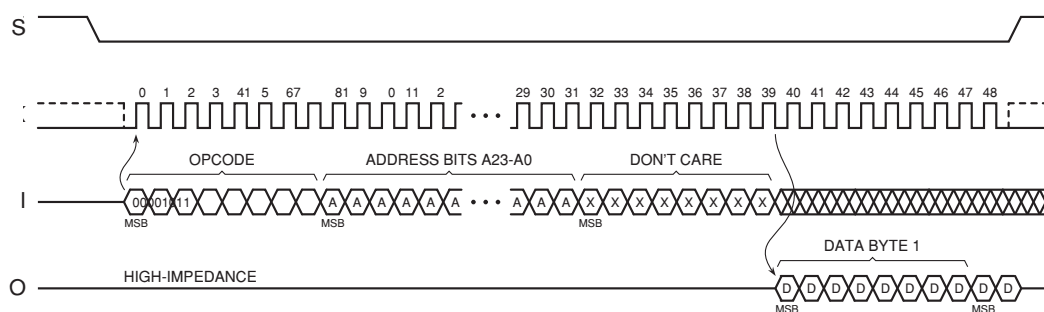 S
0 1 2 3 41 5 67 81 9 0 11 2 29 30 31 32 33 34 35 36 37 38 39 40 41 42 43 44 45 46 47 48
OPCODE ADDRESS BITS A23-A0 DON'T CARE
I 00001011 A A A A A A A A A X X X X X X X X
MSB MSB MSB
DATA BYTE 1
HIGH-IMPEDANCE
O D D D D D D D D D D
MSB MSB